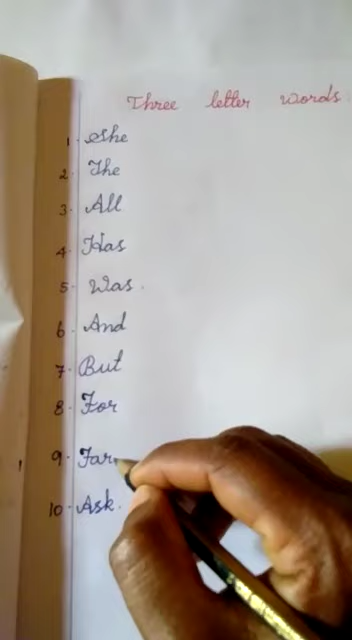 Three letter words
1. She
2. The
3. All
4. Has
5. Was.
6. And
7. But
8. For
9. Far
10. Ask.